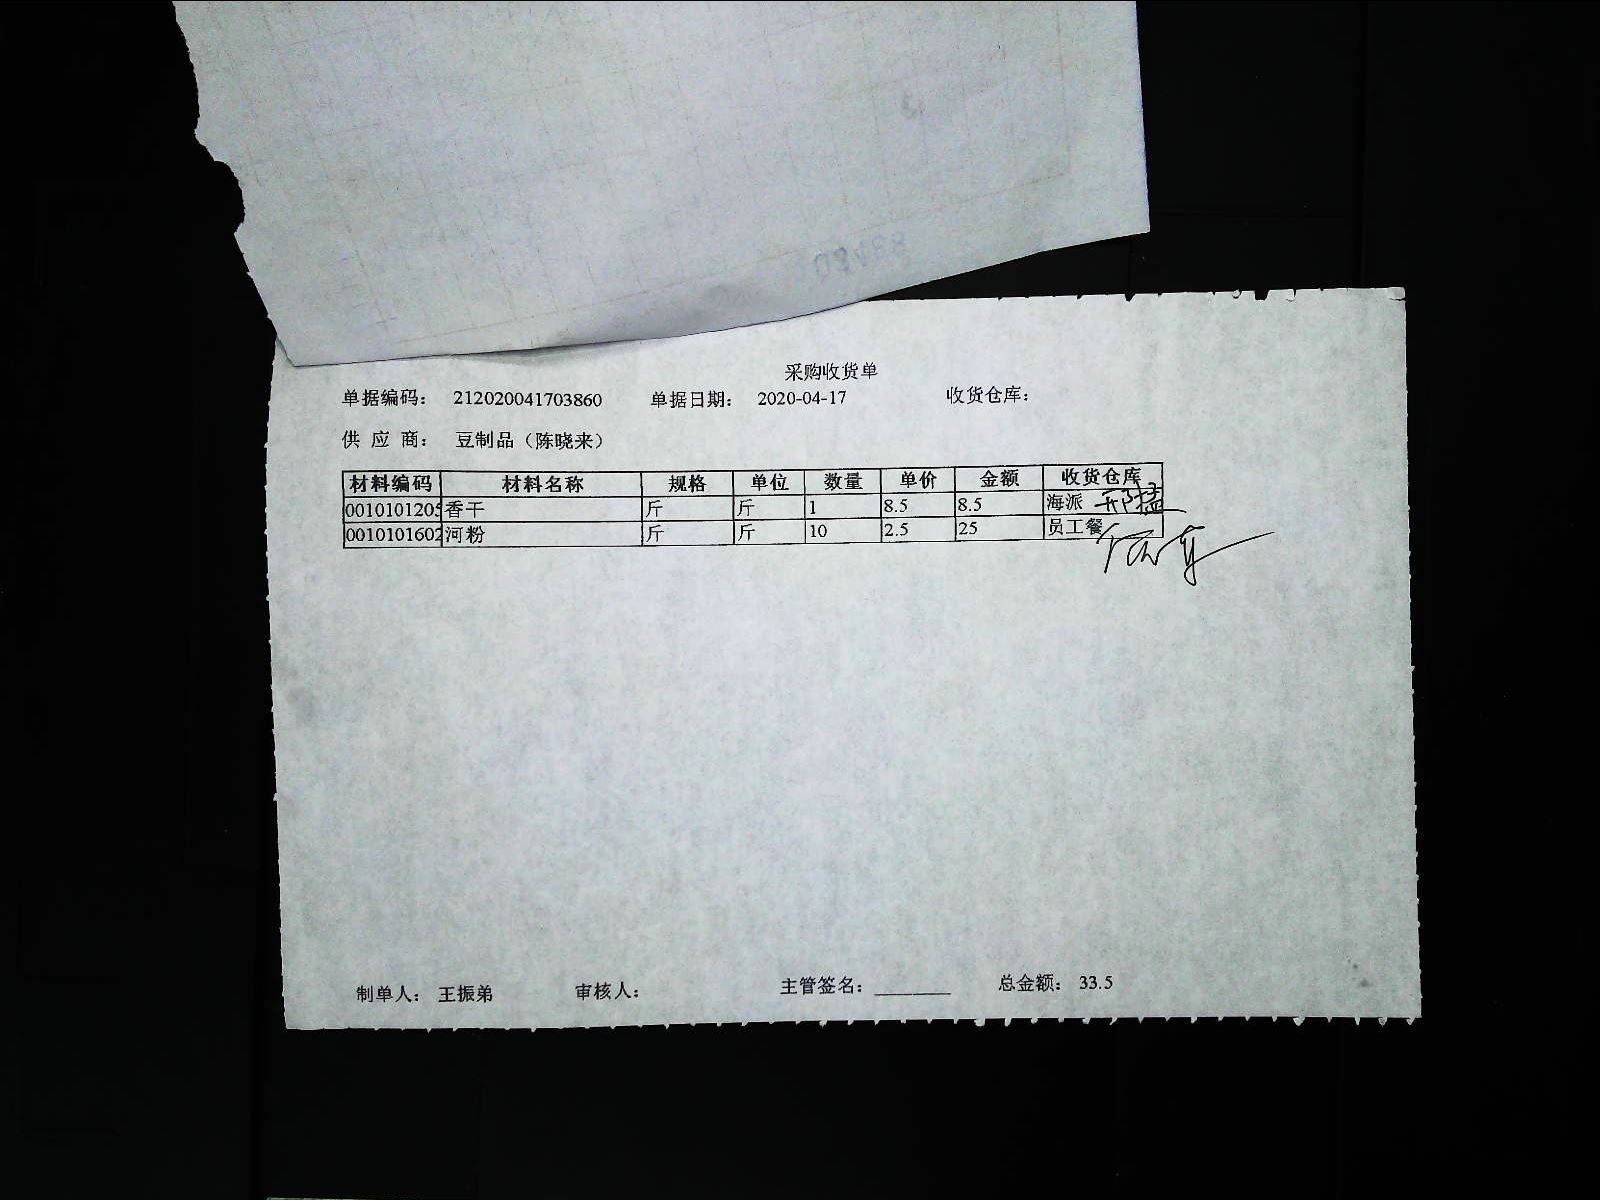 采购收货单
单据编码： 212020041703860 单据日期： 2020-04-17 收货仓库：
供 应 商： 豆制品（陈晓来）
材料编码 材料名称 规格 单位 数量 单价 金额 收货仓库
0010101205 香干 斤 斤 1 8.5 8.5 海派
0010101602 河粉 斤 斤 10 2.5 25 员工餐
制单人： 王振弟 审核人： 主管签名： ________ 总金额： 33.5